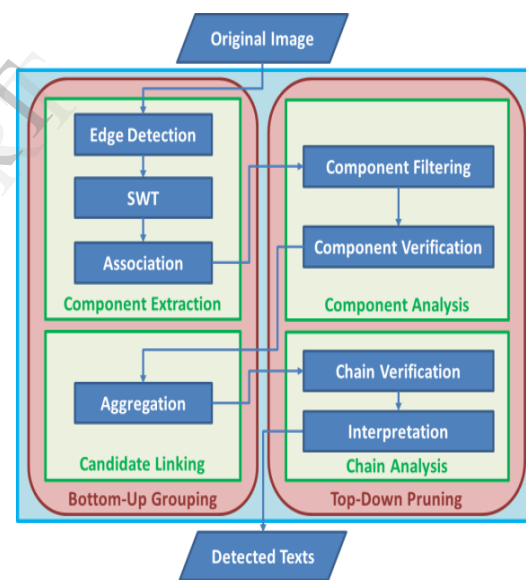 Original Image
Edge Detection
SWT
Association
Component Extraction
Component Filtering
Component Verification
Component Analysis
Aggregation
Candidate Linking
Chain Verification
Interpretation
Chain Analysis
Bottom-Up Grouping
Top-Down Pruning
Detected Texts